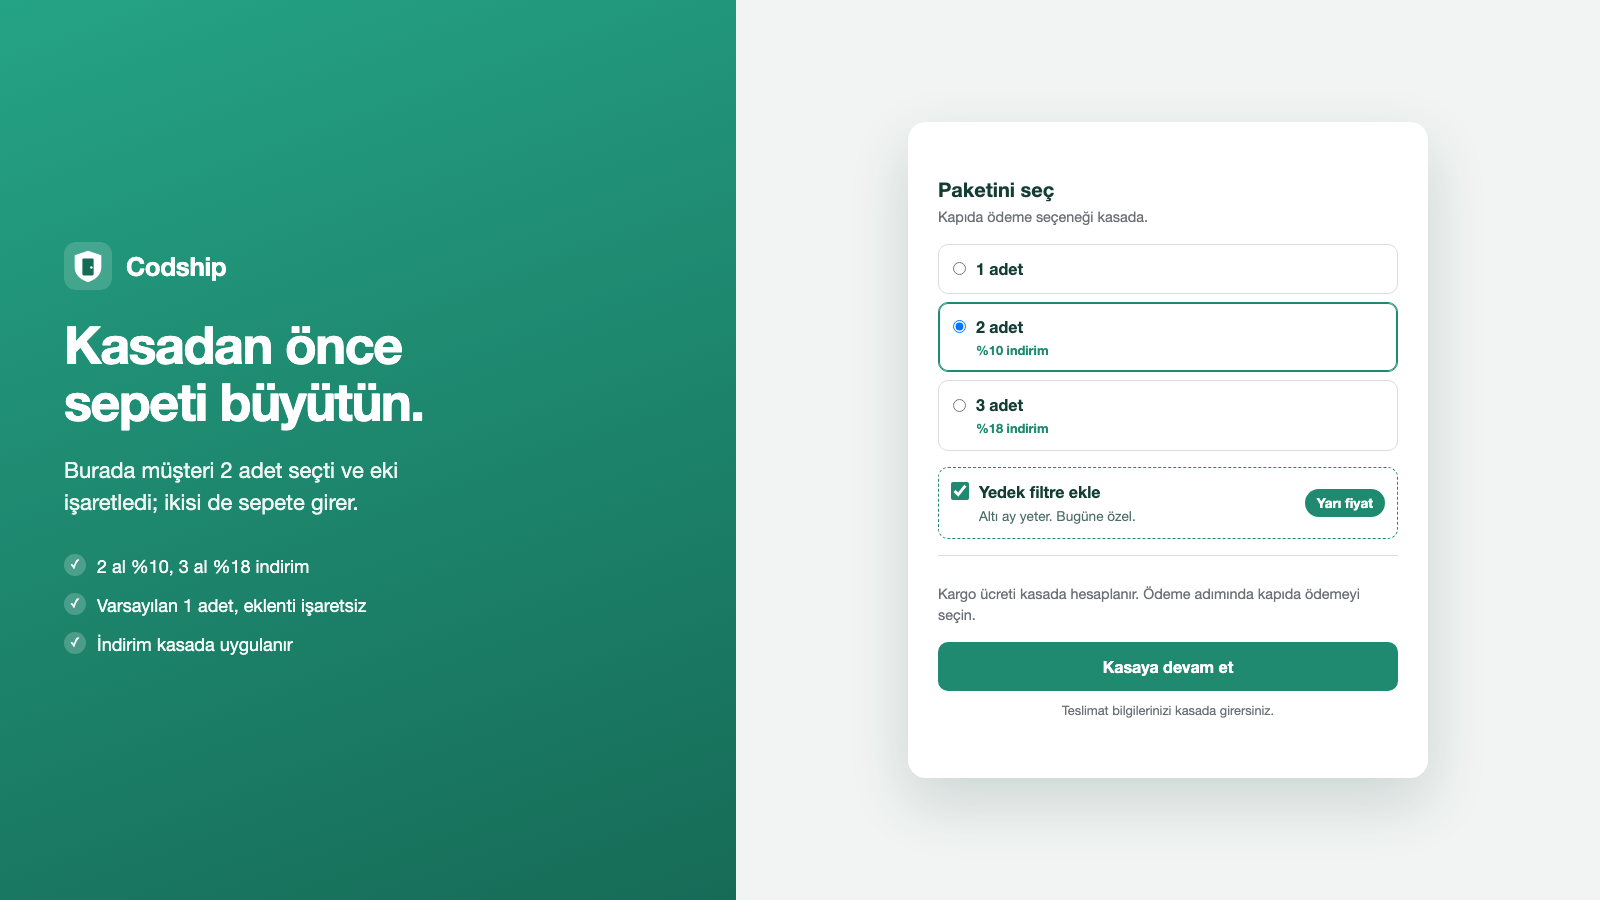 Codship
Kasadan önce
sepeti büyütün.
Burada müşteri 2 adet seçti ve eki
işaretledi; ikisi de sepete girer.
2 al %10, 3 al %18 indirim
Varsayılan 1 adet, eklenti işaretsiz
İndirim kasada uygulanır
Paketini seç
Kapıda ödeme seçeneği kasada.
1 adet
2 adet
%10 indirim
3 adet
%18 indirim
Yedek filtre ekle
Altı ay yeter. Bugüne özel.
Yarı fiyat
Kargo ücreti kasada hesaplanır. Ödeme adımında kapıda ödemeyi
seçin.
Kasaya devam et
Teslimat bilgilerinizi kasada girersiniz.